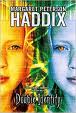 MARGARET PETERSON
HADDIX
Double Identity